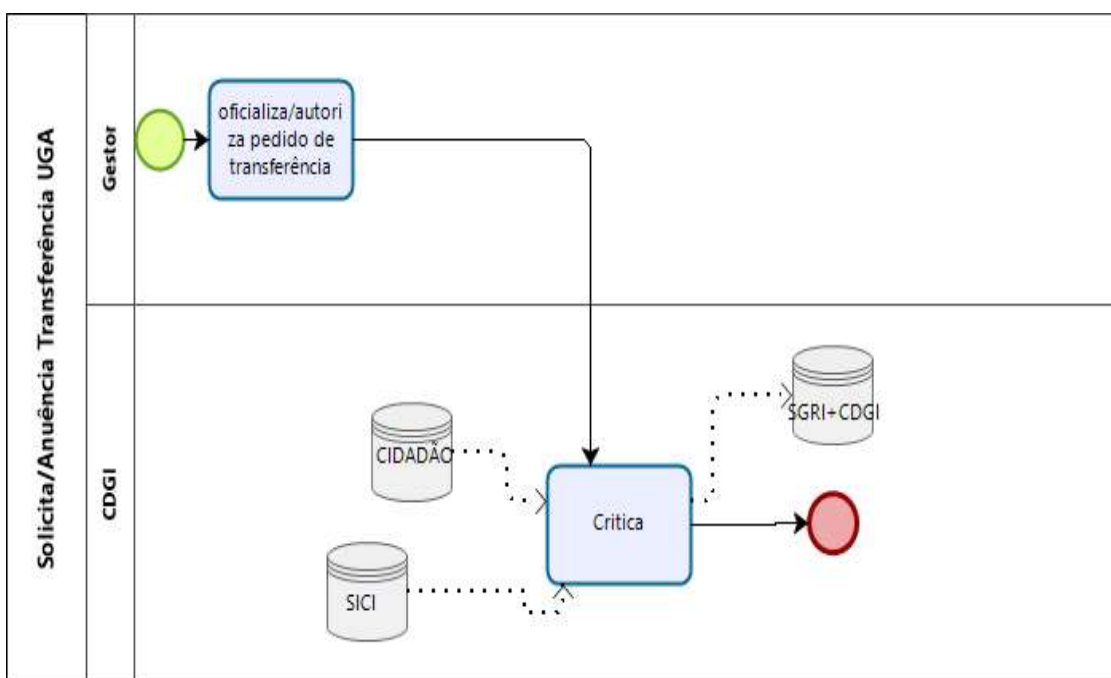 Solicita/Anuência Transferência UGA
Gestor
oficializa/autori
za pedido de
transferência
CDGI
CIDADÃO
SICI
Critica
SGRI+CDGI